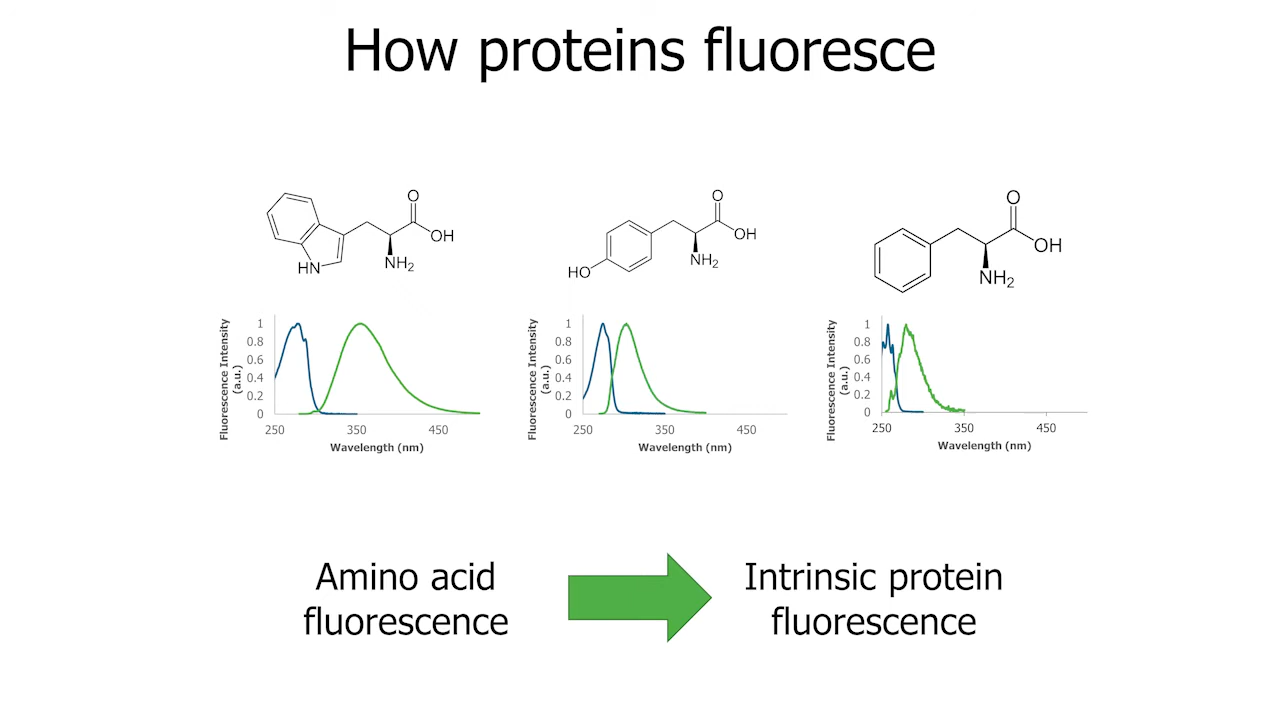 How proteins fluoresce
O
OH
NH2
HN
O
OH
NH2
HO
O
OH
NH2
Fluorescence Intensity
(a.u.)
1
0.8
0.6
0.4
0.2
0
250
350
450
Wavelength (nm)
Fluorescence Intensity
(a.u.)
1
0.8
0.6
0.4
0.2
0
250
350
450
Wavelength (nm)
Fluorescence Intensity
(a.u.)
1
0.8
0.6
0.4
0.2
0
250
350
450
Wavelength (nm)
Amino acid
fluorescence
Intrinsic protein
fluorescence